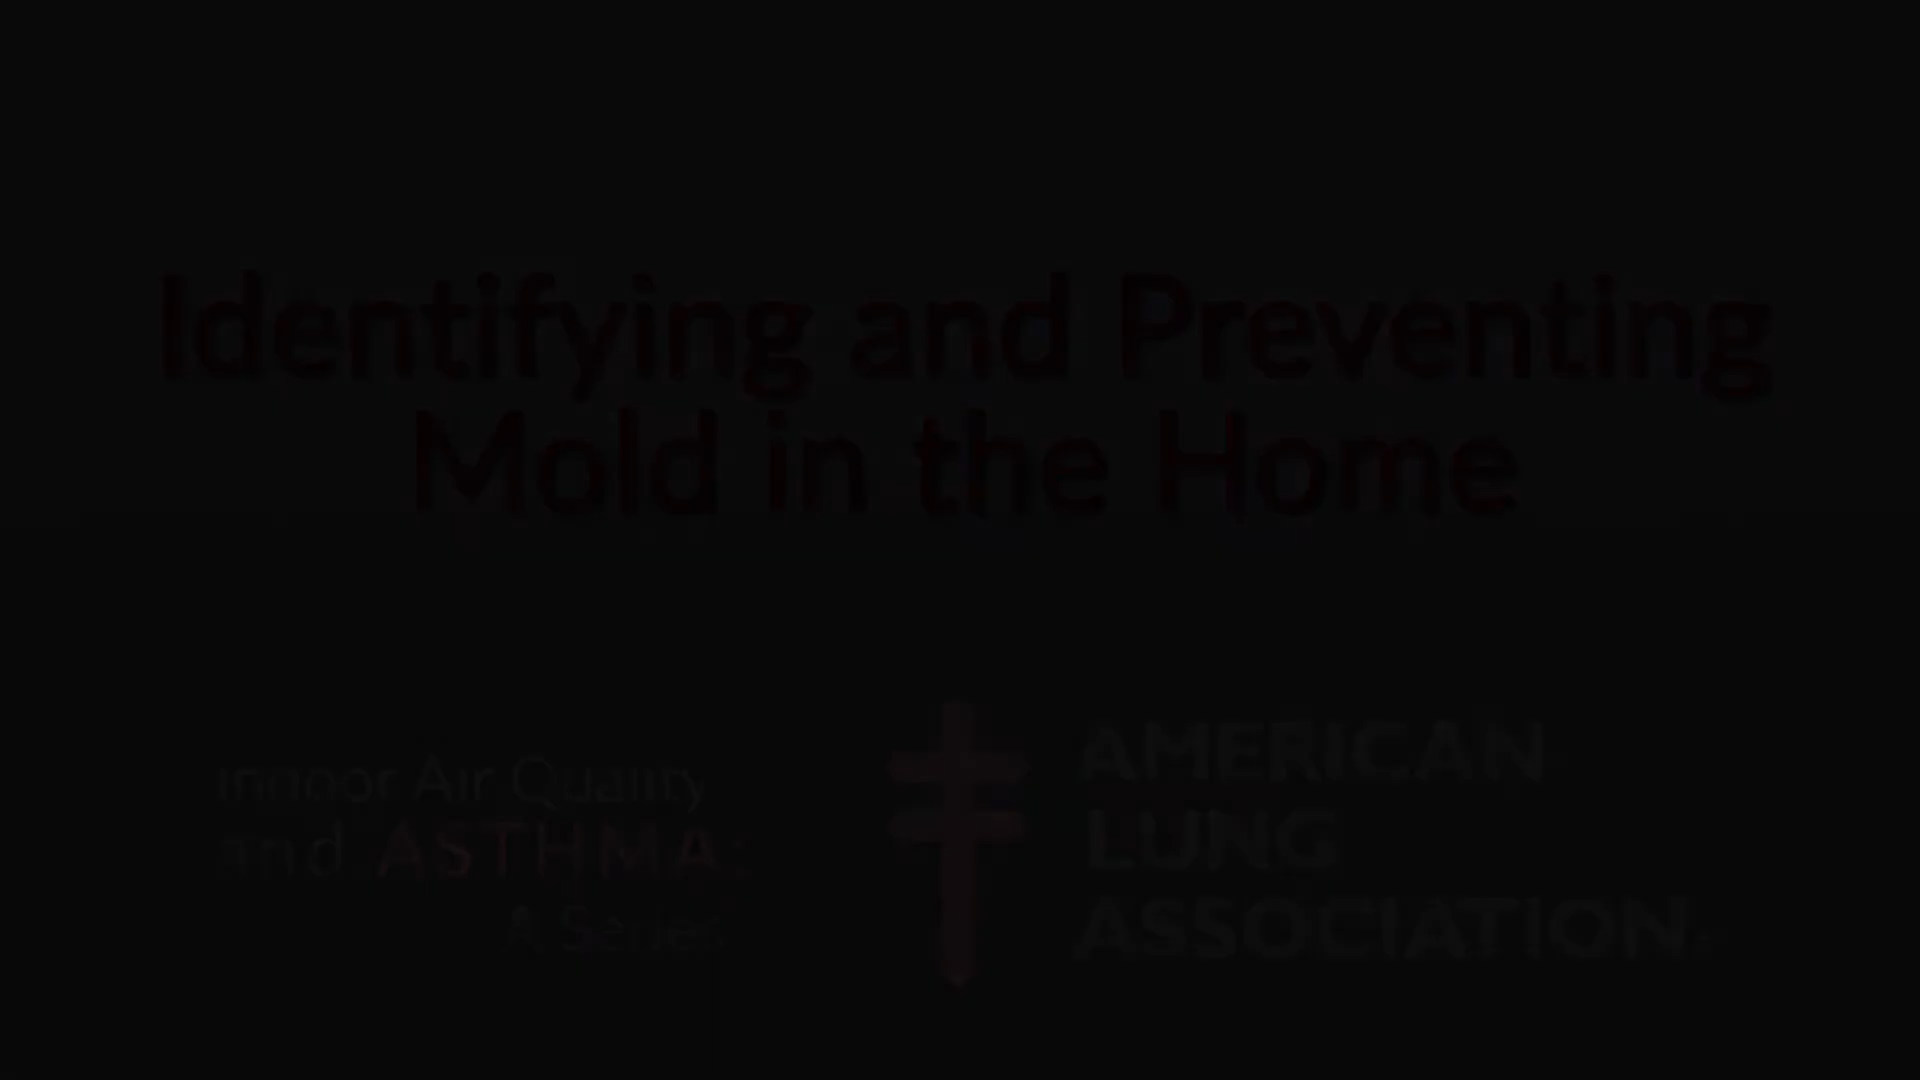 Identifying and Preventing
Mold in the Home
Indoor Air Quality
and ASTHMA:
A Series
AMERICAN
LUNG
ASSOCIATION.